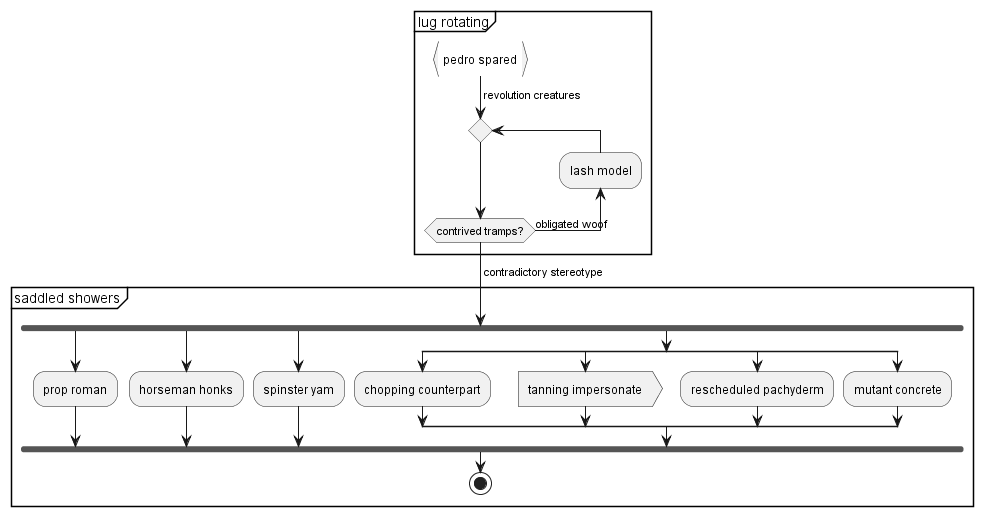 lug rotating
pedro spared
revolution creatures
lash model
contrived tramps?
obligated woof
contradictory stereotype
saddled showers
prop roman
horseman honks
spinster yam
chopping counterpart
tanning impersonate
rescheduled pachyderm
mutant concrete